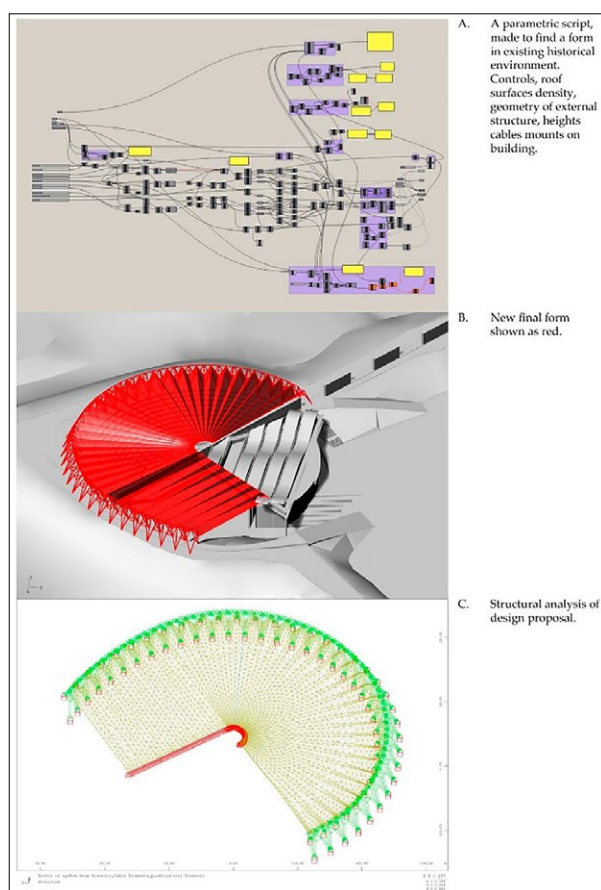 A. A parametric script,
made to find a form
in existing historical
environment.
Controls, roof
surfaces density,
geometry of external
structure, heights
cables mounts on
building.
B. New final form
shown as red.
C. Structural analysis of
design proposal.